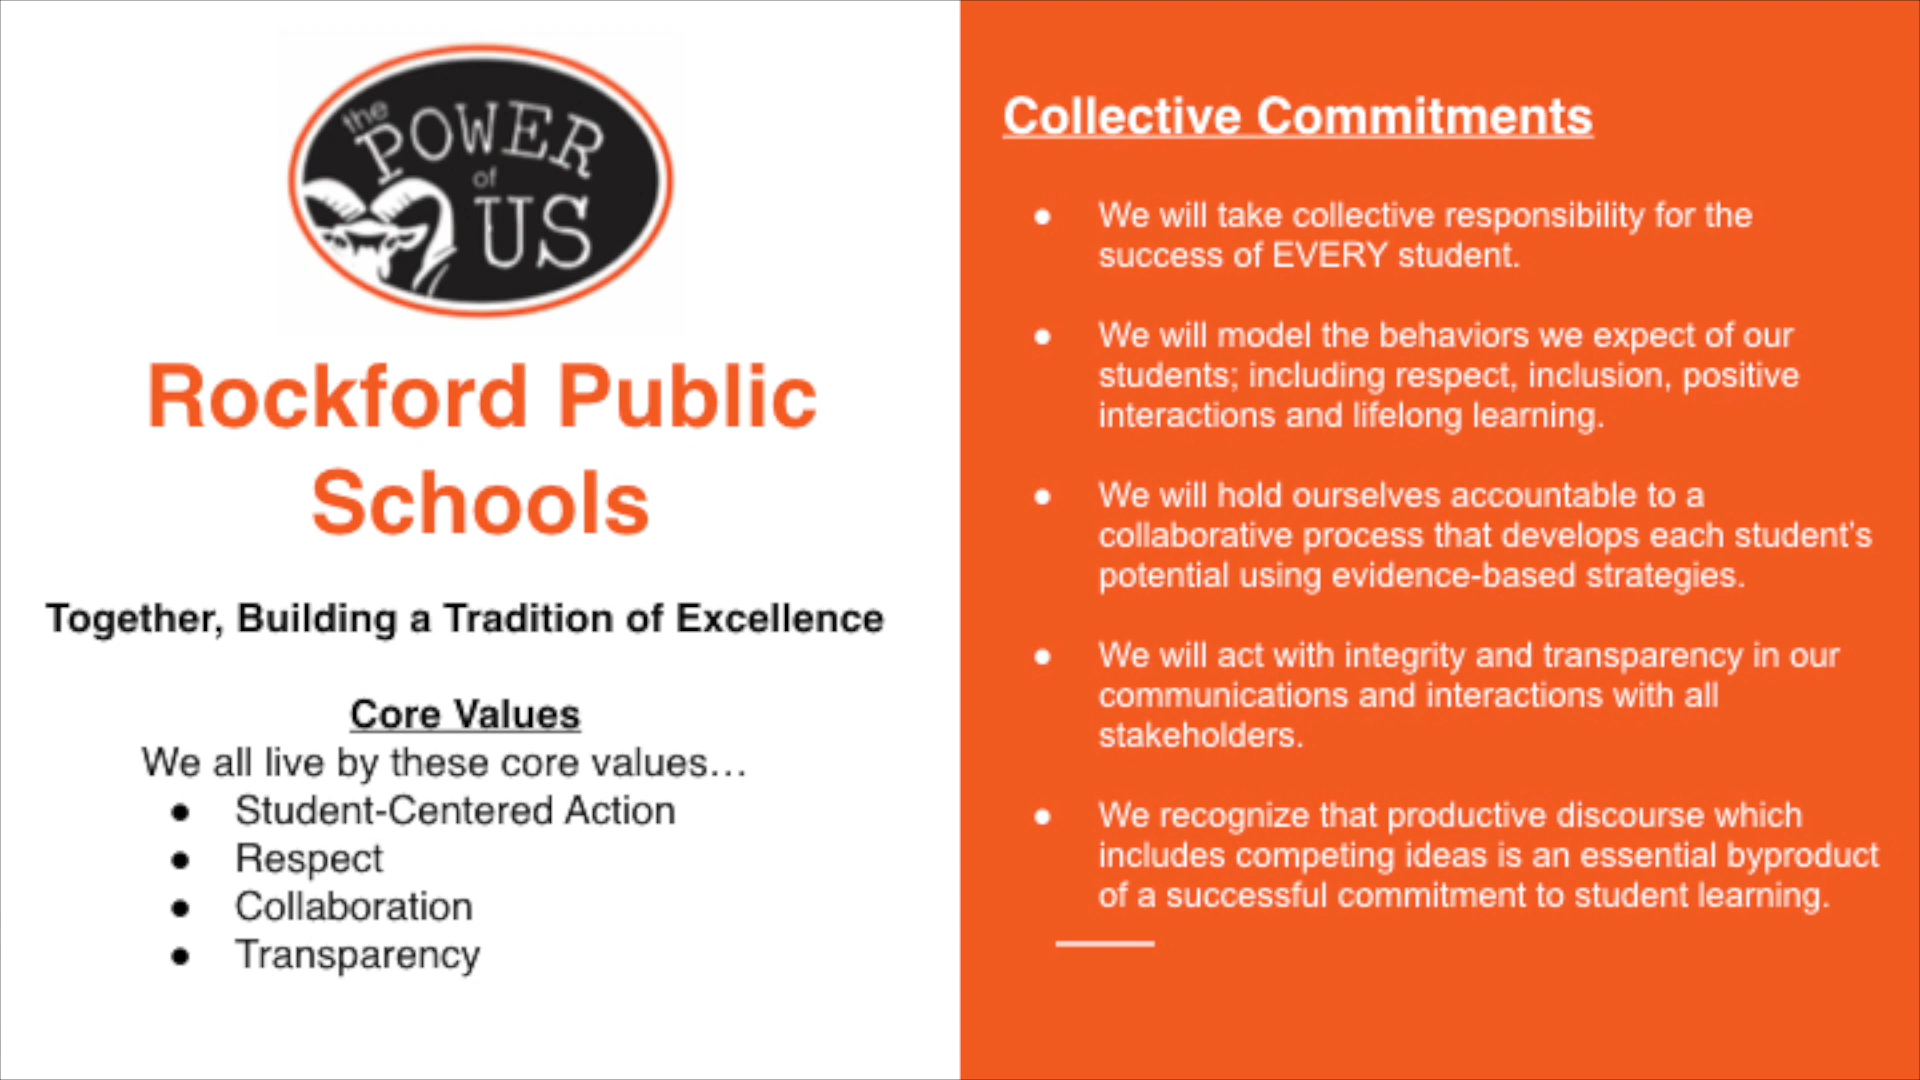 the
POWER
of
US
Rockford Public
Schools
Together, Building a Tradition of Excellence
Core Values
We all live by these core values…
● Student-Centered Action
● Respect
● Collaboration
● Transparency
Collective Commitments
● We will take collective responsibility for the
success of EVERY student.
● We will model the behaviors we expect of our
students; including respect, inclusion, positive
interactions and lifelong learning.
● We will hold ourselves accountable to a
collaborative process that develops each student's
potential using evidence-based strategies.
● We will act with integrity and transparency in our
communications and interactions with all
stakeholders.
● We recognize that productive discourse which
includes competing ideas is an essential byproduct
of a successful commitment to student learning.